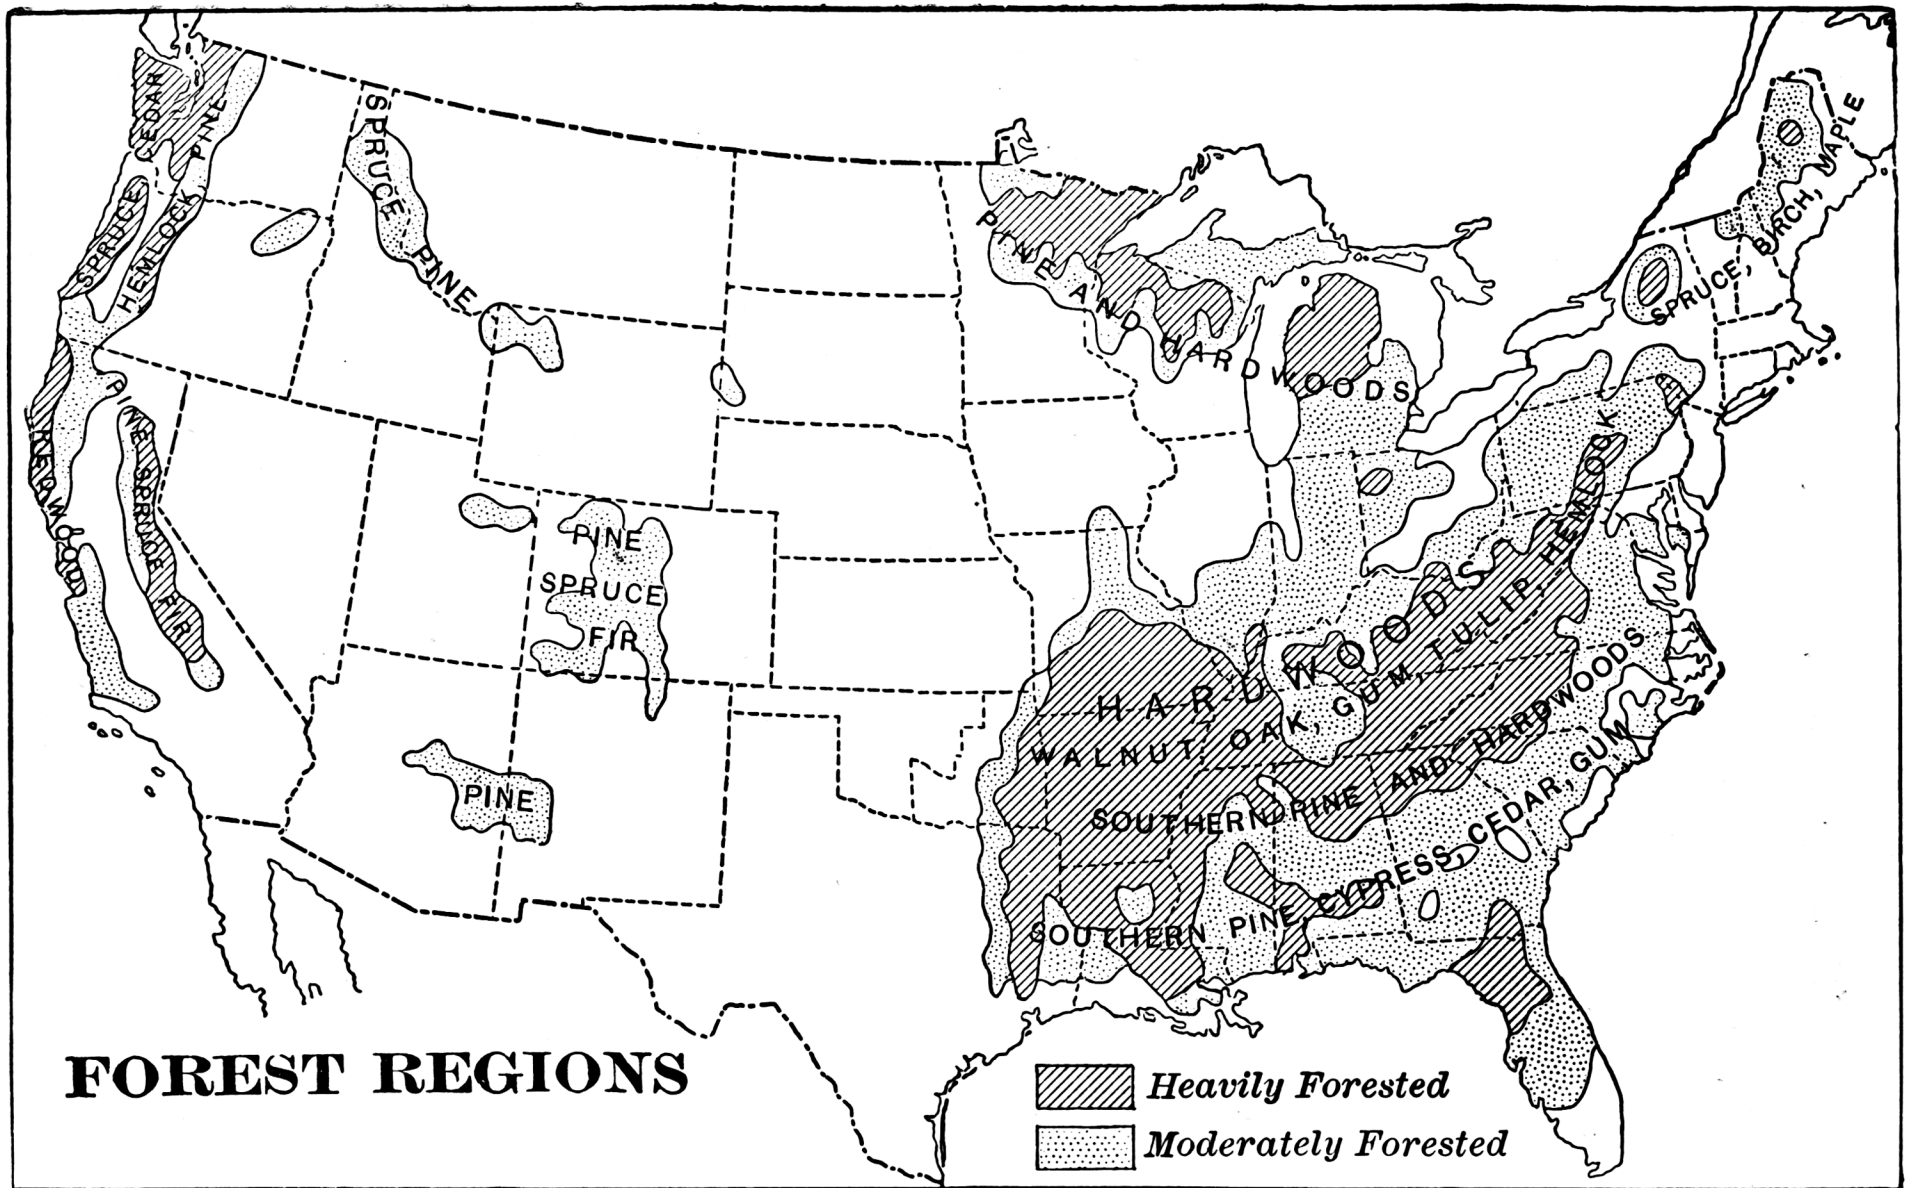 CEDAR
PINE
SPRUCE
HEMLOCK
SPRUCE
PINE
REDWOOD
PINE SPRUCE FIR
PINE
SPRUCE
FIR
PINE
PINE AND HARDWOODS
SPRUCE, BIRCH, MAPLE
HARDWOODS
WALNUT, OAK, GUM, TULIP, HEMLOCK
SOUTHERN PINE AND HARDWOODS
SOUTHERN PINE, CYPRESS, CEDAR, GUM
FOREST REGIONS
Heavily Forested
Moderately Forested